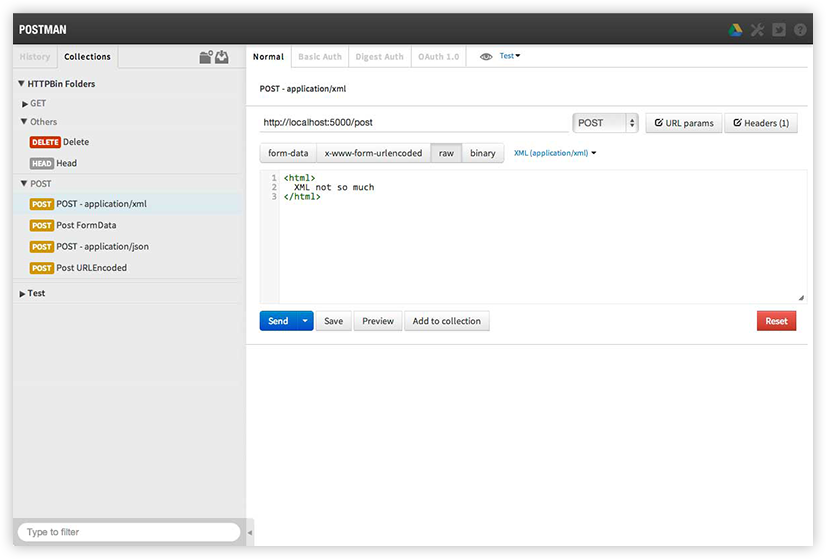 POSTMAN
History Collections
HTTPBin Folders
GET
Others
DELETE Delete
HEAD Head
POST
POST POST - application/xml
POST Post FormData
POST POST - application/json
POST Post URLEncoded
Test
Type to filter
Normal Basic Auth Digest Auth OAuth 1.0 Test
POST - application/xml
http://localhost:5000/post POST URL params Headers (1)
form-data x-www-form-urlencoded raw binary XML (application/xml)
1 <html>
2 XML not so much
3 </html>
Send Save Preview Add to collection Reset